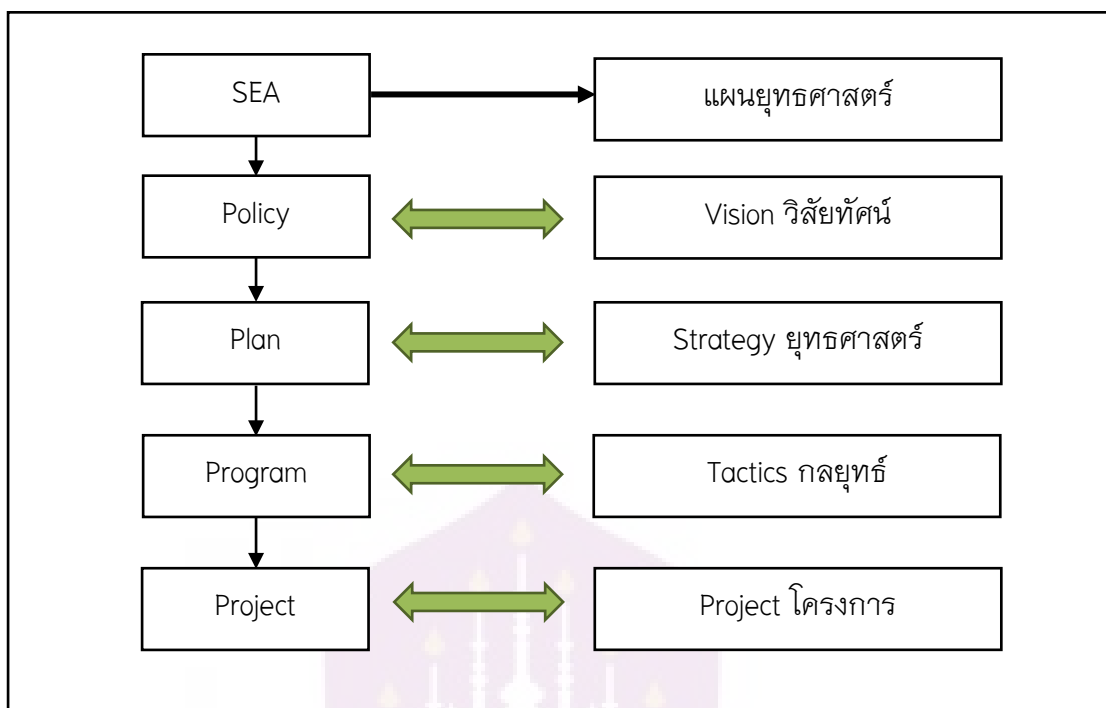 SEA
แผนยุทธศาสตร์
Policy
Vision วิสัยทัศน์
Plan
Strategy ยุทธศาสตร์
Program
Tactics กลยุทธ์
Project
Project โครงการ